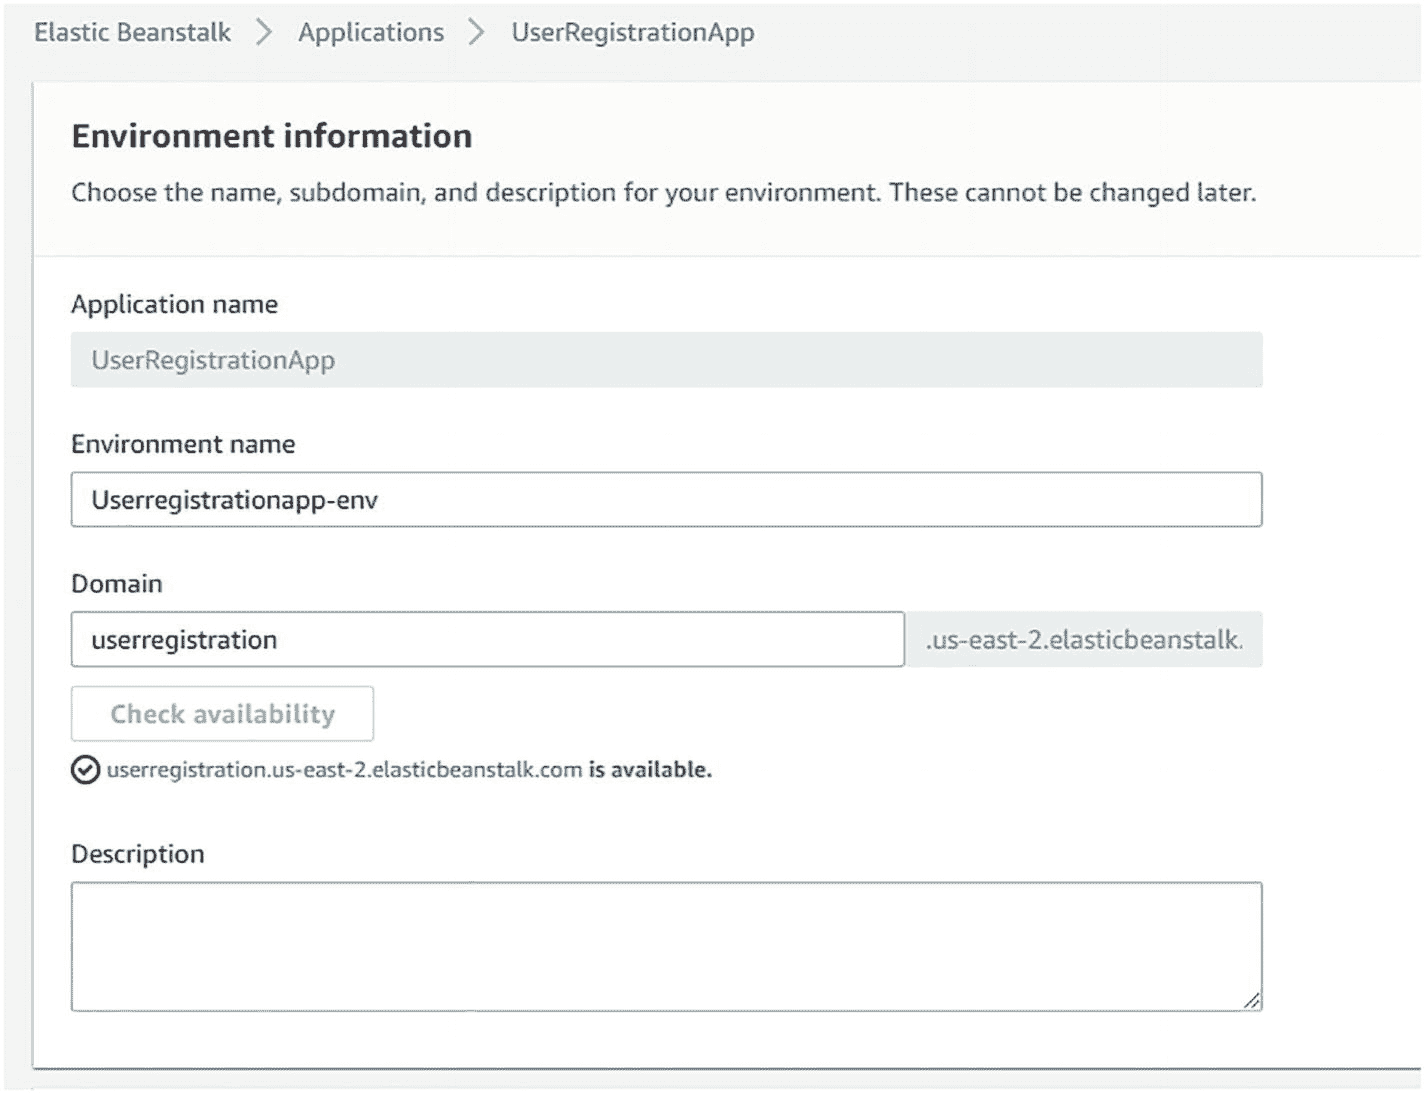 Elastic Beanstalk > Applications > UserRegistrationApp
Environment information
Choose the name, subdomain, and description for your environment. These cannot be changed later.
Application name
UserRegistrationApp
Environment name
Userregistrationapp-env
Domain
userregistration .us-east-2.elasticbeanstalk.
Check availability
userregistration.us-east-2.elasticbeanstalk.com is available.
Description